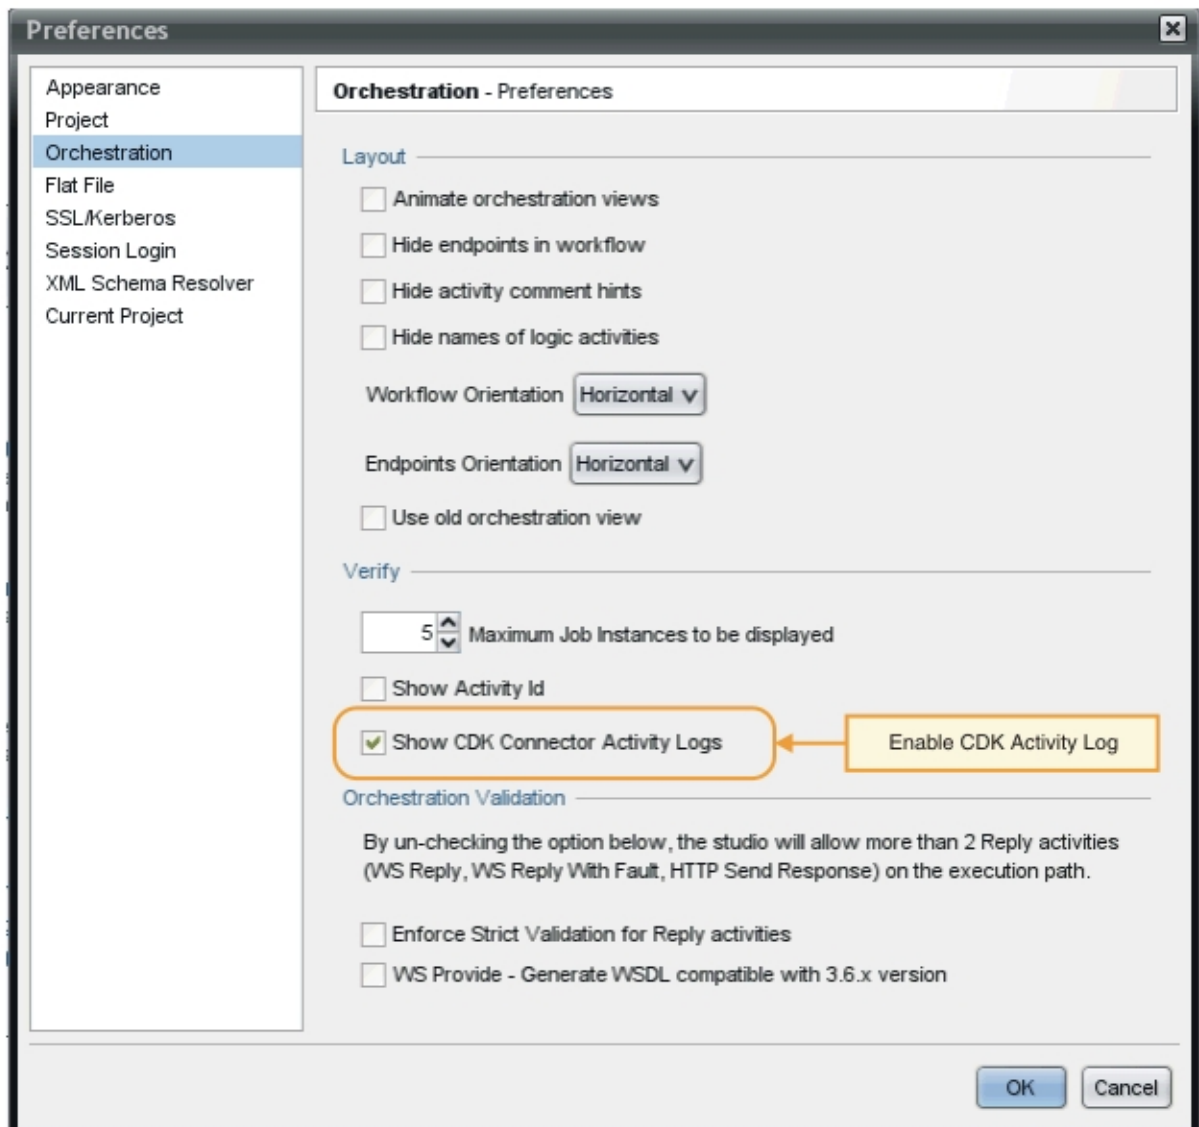 Preferences
Appearance
Project
Orchestration
Flat File
SSL/Kerberos
Session Login
XML Schema Resolver
Current Project
Orchestration - Preferences
Layout
Animate orchestration views
Hide endpoints in workflow
Hide activity comment hints
Hide names of logic activities
Workflow Orientation Horizontal
Endpoints Orientation Horizontal
Use old orchestration view
Verify
5 Maximum Job Instances to be displayed
Show Activity Id
Show CDK Connector Activity Logs
Enable CDK Activity Log
Orchestration Validation
By un-checking the option below, the studio will allow more than 2 Reply activities
(WS Reply, WS Reply With Fault, HTTP Send Response) on the execution path.
Enforce Strict Validation for Reply activities
WS Provide - Generate WSDL compatible with 3.6.x version
OK Cancel